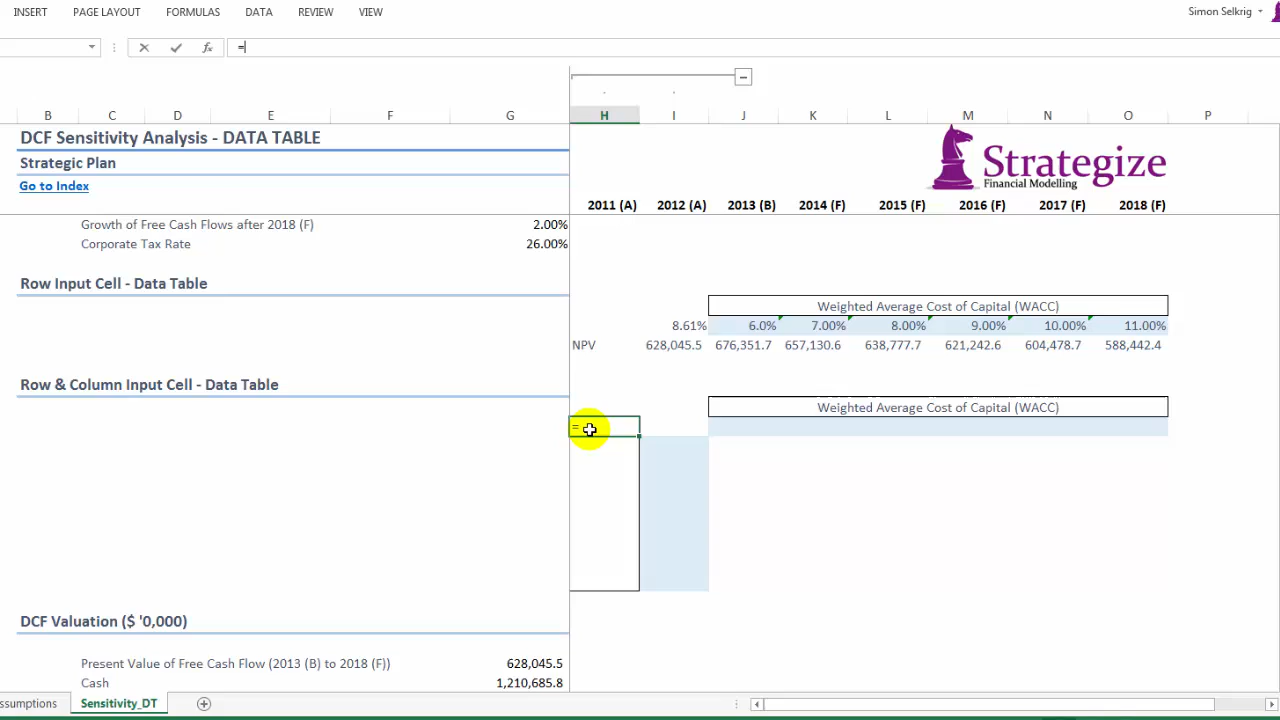 INSERT PAGE LAYOUT FORMULAS DATA REVIEW VIEW Simon Selkrig
fx =
B C D E F G H I J K L M N O P
DCF Sensitivity Analysis - DATA TABLE
Strategic Plan
Strategize
Financial Modelling
Go to Index
2011 (A) 2012 (A) 2013 (B) 2014 (F) 2015 (F) 2016 (F) 2017 (F) 2018 (F)
Growth of Free Cash Flows after 2018 (F) 2.00%
Corporate Tax Rate 26.00%
Row Input Cell - Data Table
Weighted Average Cost of Capital (WACC)
8.61% 6.0% 7.00% 8.00% 9.00% 10.00% 11.00%
NPV 628,045.5 676,351.7 657,130.6 638,777.7 621,242.6 604,478.7 588,442.4
Row & Column Input Cell - Data Table
Weighted Average Cost of Capital (WACC)
=
DCF Valuation ($ '0,000)
Present Value of Free Cash Flow (2013 (B) to 2018 (F)) 628,045.5
Cash 1,210,685.8
ssumptions Sensitivity_DT